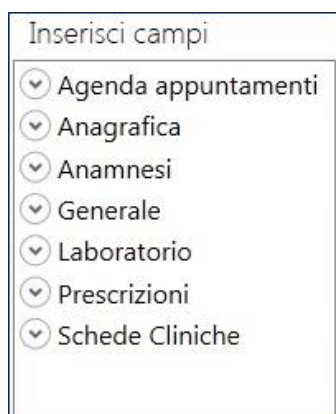 Inserisci campi
Agenda appuntamenti
Anagrafica
Anamnesi
Generale
Laboratorio
Prescrizioni
Schede Cliniche